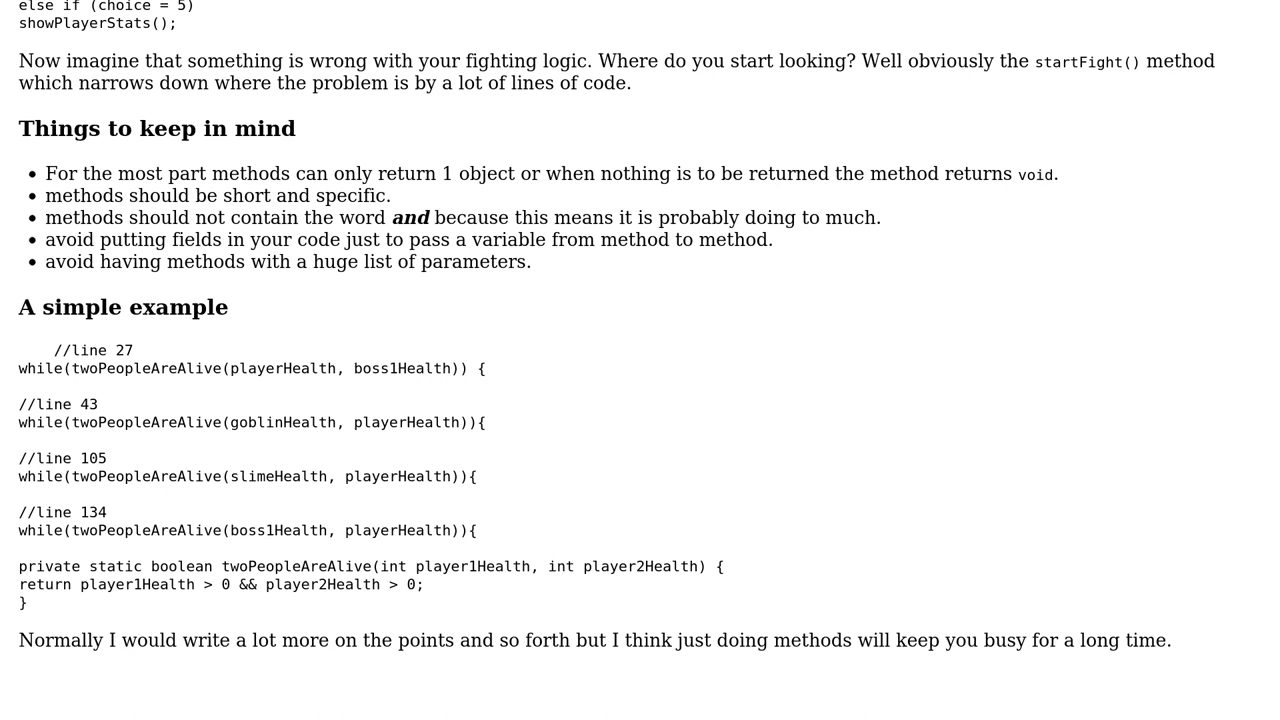 else if (choice = 5)
showPlayerStats();
Now imagine that something is wrong with your fighting logic. Where do you start looking? Well obviously the startFight() method
which narrows down where the problem is by a lot of lines of code.
Things to keep in mind
• For the most part methods can only return 1 object or when nothing is to be returned the method returns void.
• methods should be short and specific.
• methods should not contain the word and because this means it is probably doing to much.
• avoid putting fields in your code just to pass a variable from method to method.
• avoid having methods with a huge list of parameters.
A simple example
    //line 27
while(twoPeopleAreAlive(playerHealth, boss1Health)) {
//line 43
while(twoPeopleAreAlive(goblinHealth, playerHealth)){
//line 105
while(twoPeopleAreAlive(slimeHealth, playerHealth)){
//line 134
while(twoPeopleAreAlive(boss1Health, playerHealth)){
private static boolean twoPeopleAreAlive(int player1Health, int player2Health) {
return player1Health > 0 && player2Health > 0;
}
Normally I would write a lot more on the points and so forth but I think just doing methods will keep you busy for a long time.